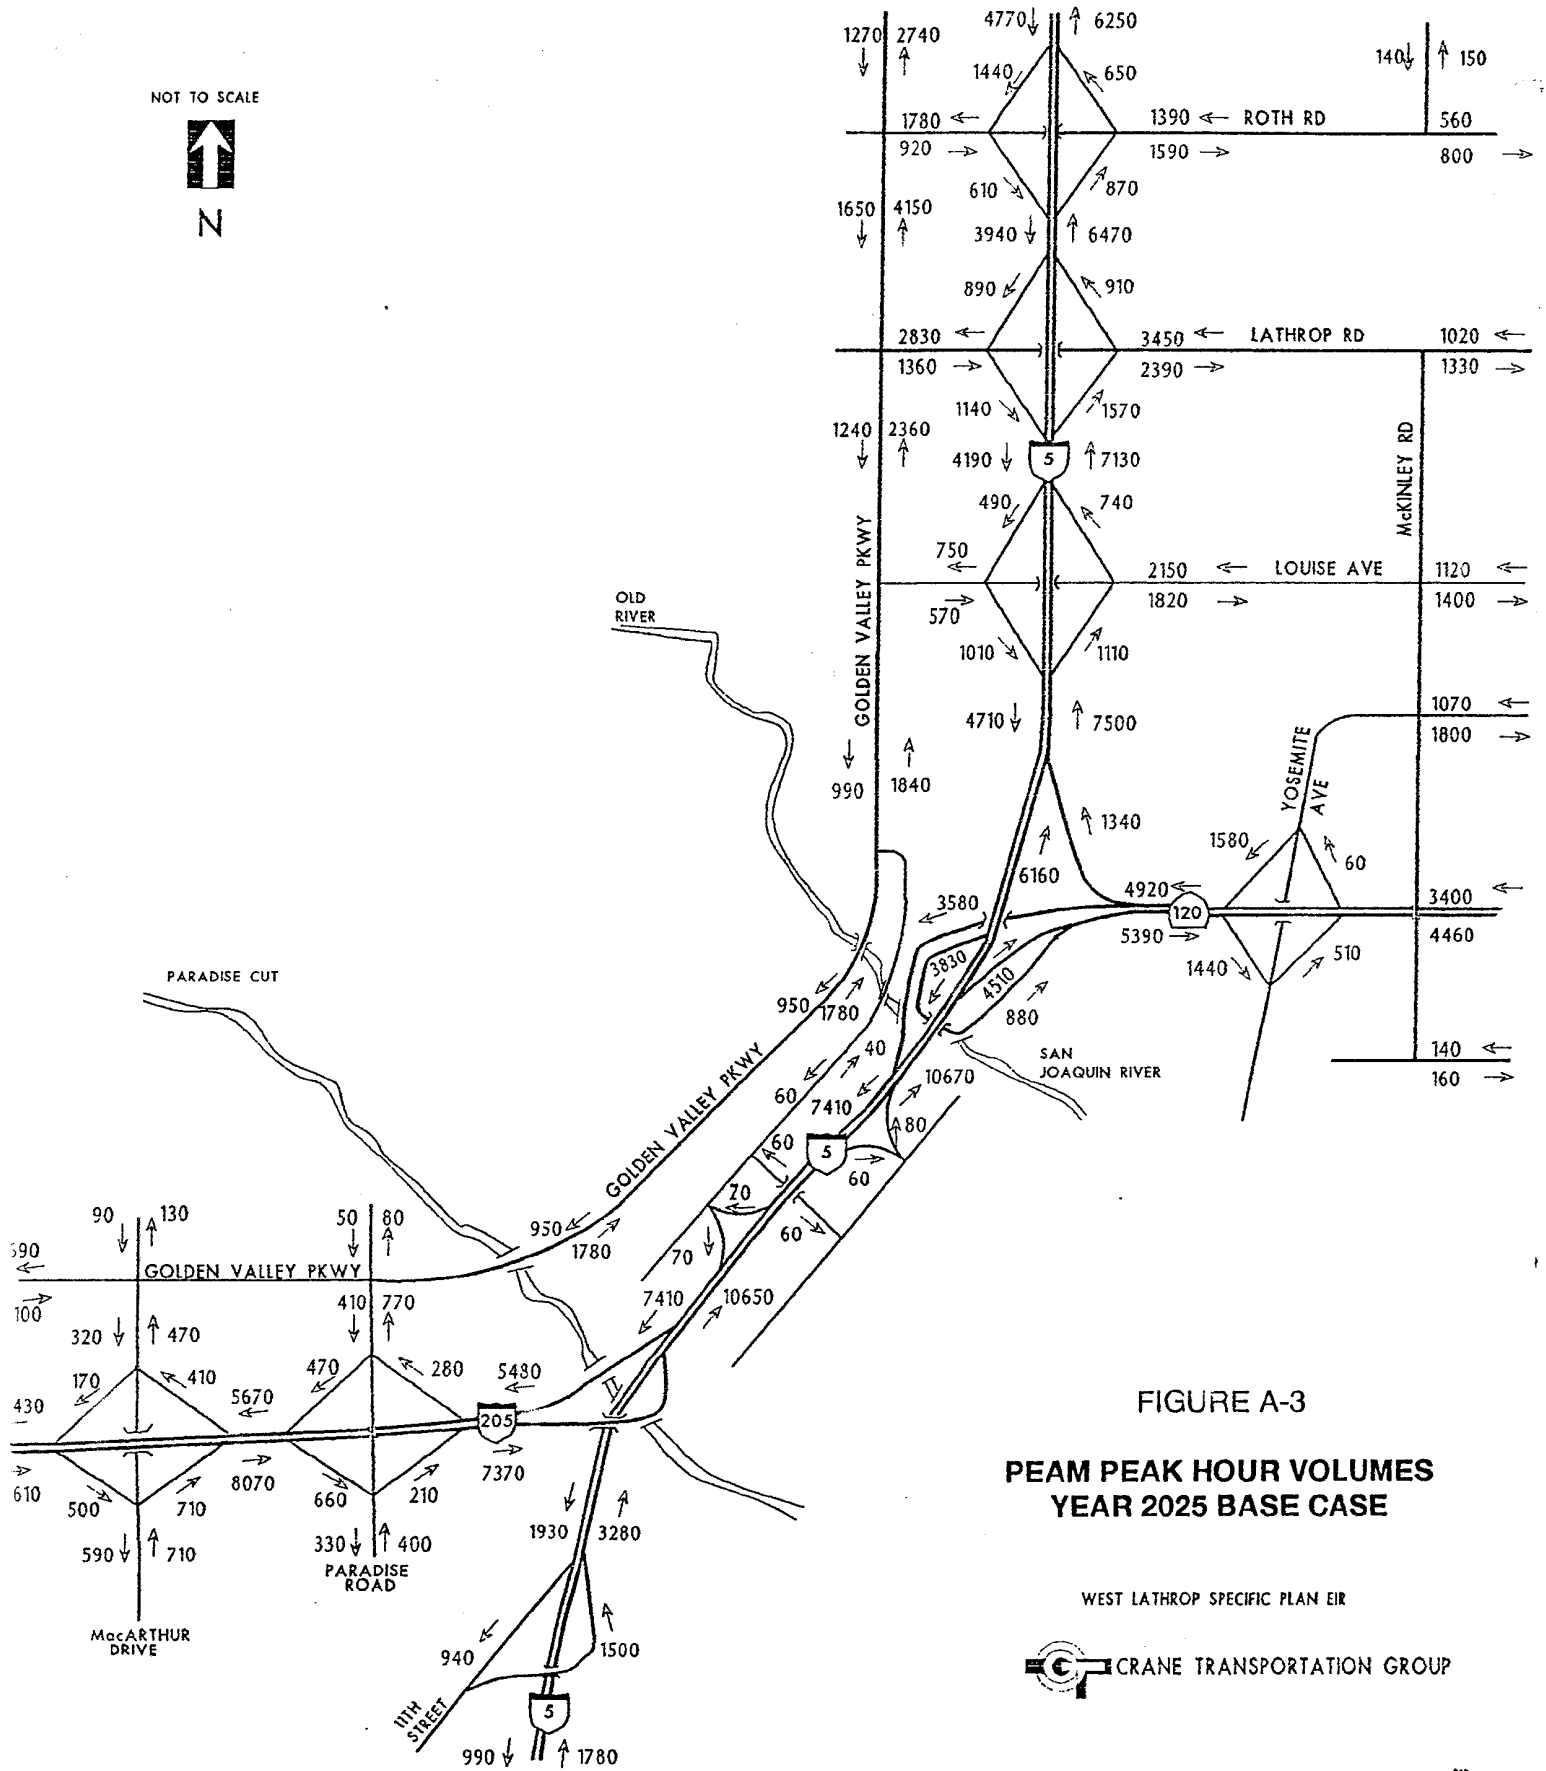 4770 6250
1270 2740
140 150
1440 650
NOT TO SCALE
N
1780 1390 ROTH RD 560
920 1590 800
610 870
1650 4150
3940 6470
890 910
2830 3450 LATHROP RD 1020
1360 2390 1330
1140 1570
1240 2360
4190 5 7130
McKINLEY RD
490 740
GOLDEN VALLEY PKWY
750 2150 LOUISE AVE 1120
570 1820 1400
OLD
RIVER
1010 1110
4710 7500
1070
1800
YOSEMITE
AVE
990 1840
1340
1580 60
6160
3580 4920 120 3400
5390 4460
3830 4510
1440 510
880
PARADISE CUT
950 1780
GOLDEN VALLEY PKWY
40
60
SAN
JOAQUIN RIVER
140
160
7410 10670
5
60 80
60
70
60
70
90 130
50 80
950
1780
590
GOLDEN VALLEY PKWY
100
410 770
7410 10650
320 470
170 410
470 280
430 5670 5480
205
610 8070 7370
500 710
660 210
590 710
330 400
PARADISE
ROAD
MacARTHUR
DRIVE
1930 3280
940 1500
11TH
STREET
5
990 1780
FIGURE A-3
PEAM PEAK HOUR VOLUMES
YEAR 2025 BASE CASE
WEST LATHROP SPECIFIC PLAN EIR
CRANE TRANSPORTATION GROUP